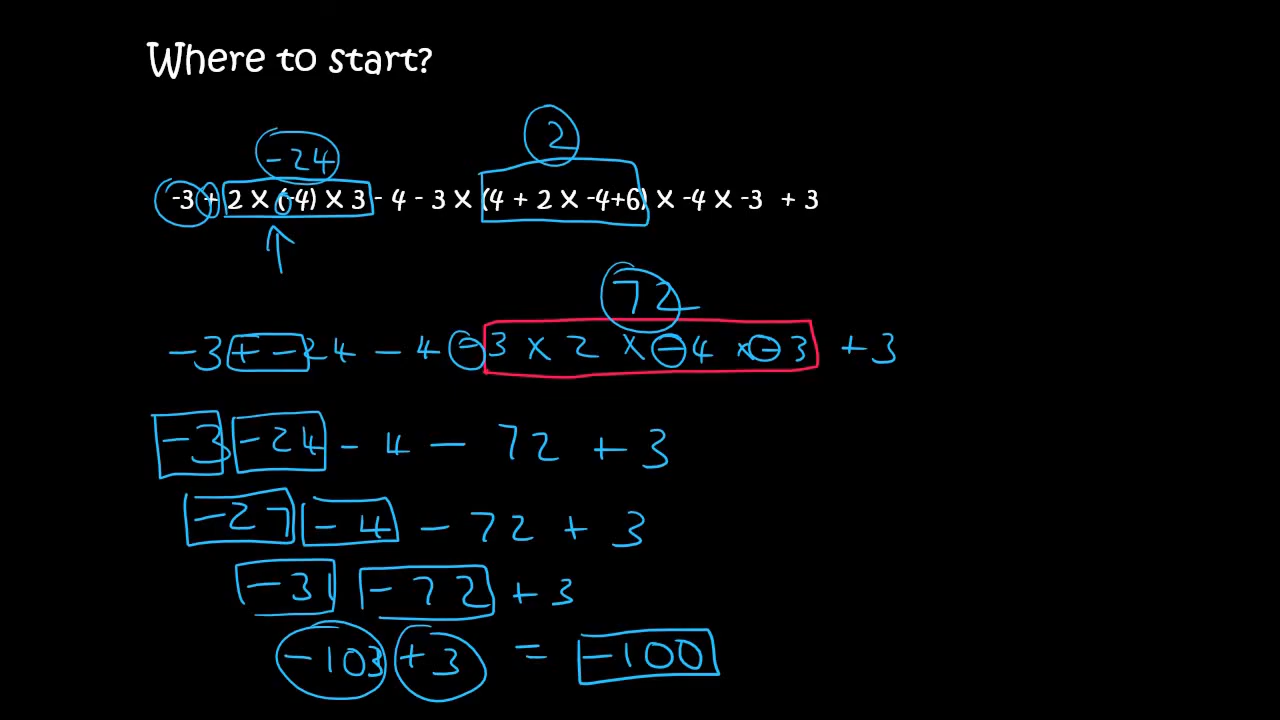 Where to start?
-24 2
-3 + 2 X (-4) X 3 - 4 - 3 X (4 + 2 X -4+6) X -4 X -3 + 3
72
-3 + -24 - 4 - 3 x 2 x -4 x -3 + 3
-3 -24 - 4 - 72 + 3
-27 - 4 - 72 + 3
-31 - 72 + 3
-103 + 3 = -100